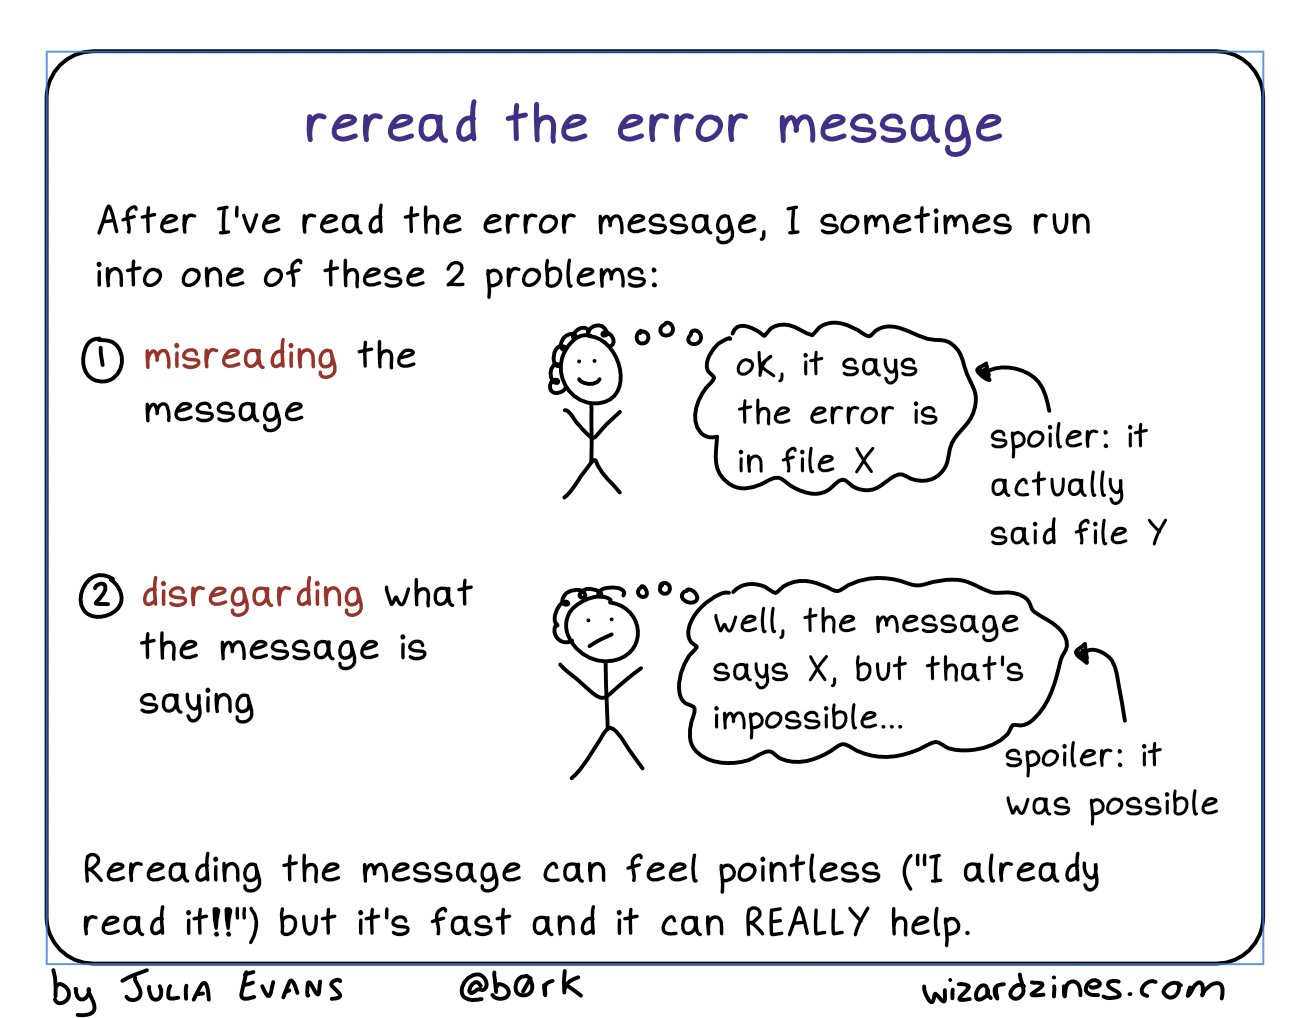 reread the error message
After I've read the error message, I sometimes run
into one of these 2 problems:
1 misreading the
message
ok, it says
the error is
in file X
spoiler: it
actually
said file Y
2 disregarding what
the message is
saying
well, the message
says X, but that's
impossible...
spoiler: it
was possible
Rereading the message can feel pointless ("I already
read it!!") but it's fast and it can REALLY help.
by JULIA EVANS @b0rk wizardzines.com